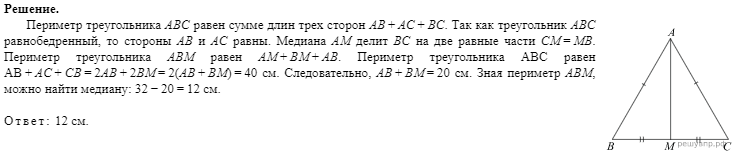 Решение.
Периметр треугольника ABC равен сумме длин трех сторон AB + AC + BC. Так как треугольник ABC
равнобедренный, то стороны AB и AC равны. Медиана AM делит BC на две равные части CM = MB.
Периметр треугольника ABM равен AM + BM + AB. Периметр треугольника ABC равен
AB + AC + CB = 2AB + 2BM = 2(AB + BM) = 40 см. Следовательно, AB + BM = 20 см. Зная периметр ABM,
можно найти медиану: 32 − 20 = 12 см.
Ответ: 12 см.
A
B M C
решувпр.рф